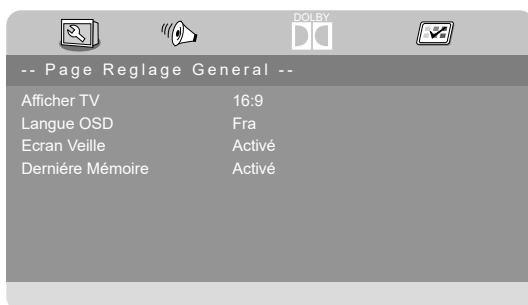 DOLBY
-- Page Reglage General --
Afficher TV 16:9
Langue OSD Fra
Ecran Veille Activé
Derniére Mémoire Activé